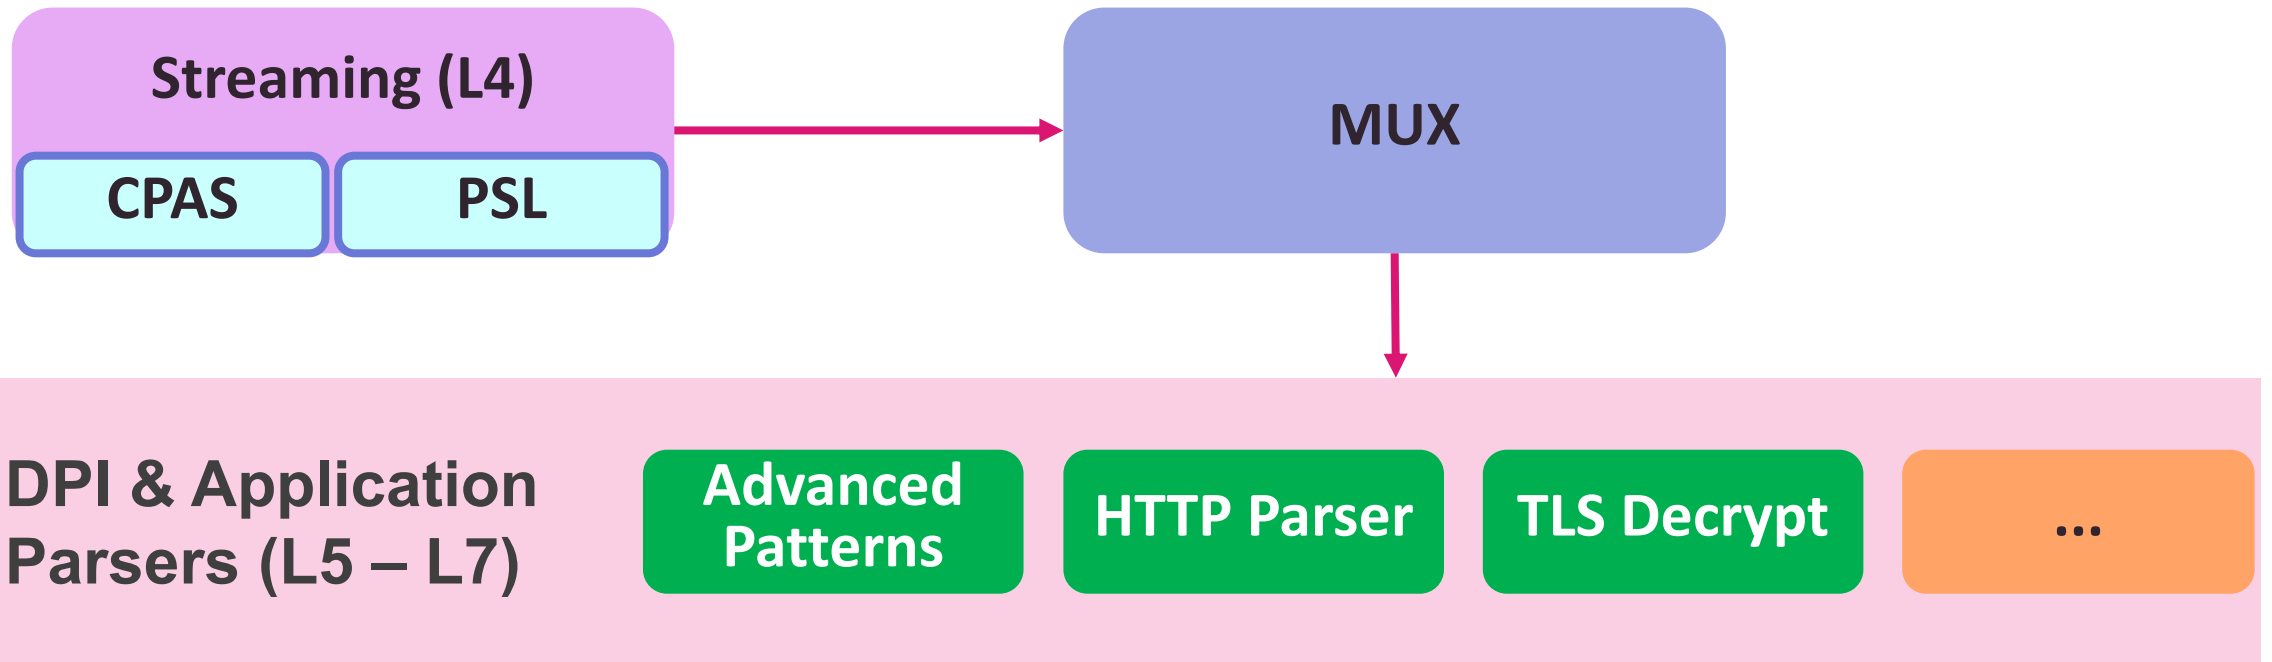 Streaming (L4)
CPAS
PSL
MUX
DPI & Application
Parsers (L5 – L7)
Advanced
Patterns
HTTP Parser
TLS Decrypt
...